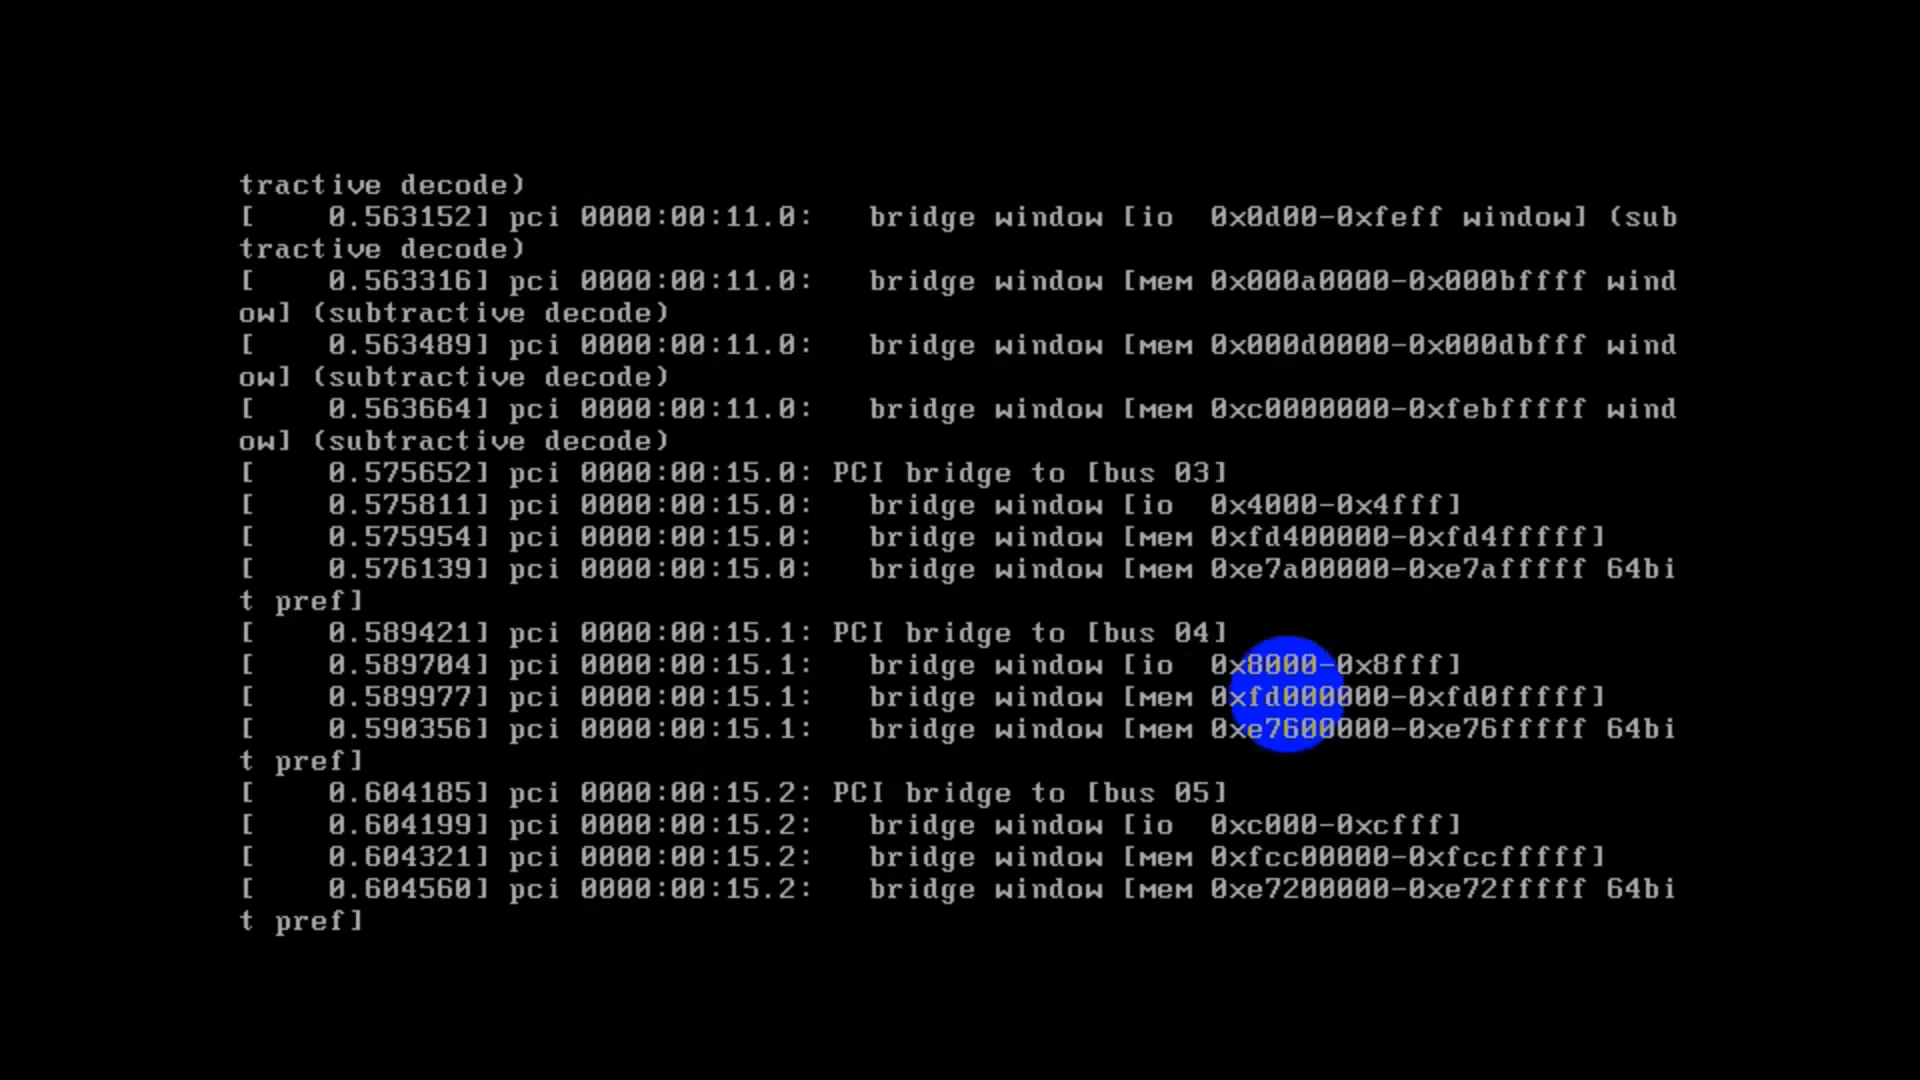 tractive decode)
[    0.563152] pci 0000:00:11.0:   bridge window [io  0x0d00-0xfeff window] (sub
tractive decode)
[    0.563316] pci 0000:00:11.0:   bridge window [mem 0x000a0000-0x000bffff wind
ow] (subtractive decode)
[    0.563489] pci 0000:00:11.0:   bridge window [mem 0x000d0000-0x000dbfff wind
ow] (subtractive decode)
[    0.563664] pci 0000:00:11.0:   bridge window [mem 0xc0000000-0xfebfffff wind
ow] (subtractive decode)
[    0.575652] pci 0000:00:15.0: PCI bridge to [bus 03]
[    0.575811] pci 0000:00:15.0:   bridge window [io  0x4000-0x4fff]
[    0.575954] pci 0000:00:15.0:   bridge window [mem 0xfd400000-0xfd4fffff]
[    0.576139] pci 0000:00:15.0:   bridge window [mem 0xe7a00000-0xe7afffff 64bi
t pref]
[    0.589421] pci 0000:00:15.1: PCI bridge to [bus 04]
[    0.589704] pci 0000:00:15.1:   bridge window [io  0x8000-0x8fff]
[    0.589977] pci 0000:00:15.1:   bridge window [mem 0xfd000000-0xfd0fffff]
[    0.590356] pci 0000:00:15.1:   bridge window [mem 0xe7600000-0xe76fffff 64bi
t pref]
[    0.604185] pci 0000:00:15.2: PCI bridge to [bus 05]
[    0.604199] pci 0000:00:15.2:   bridge window [io  0xc000-0xcfff]
[    0.604321] pci 0000:00:15.2:   bridge window [mem 0xfcc00000-0xfccfffff]
[    0.604560] pci 0000:00:15.2:   bridge window [mem 0xe7200000-0xe72fffff 64bi
t pref]